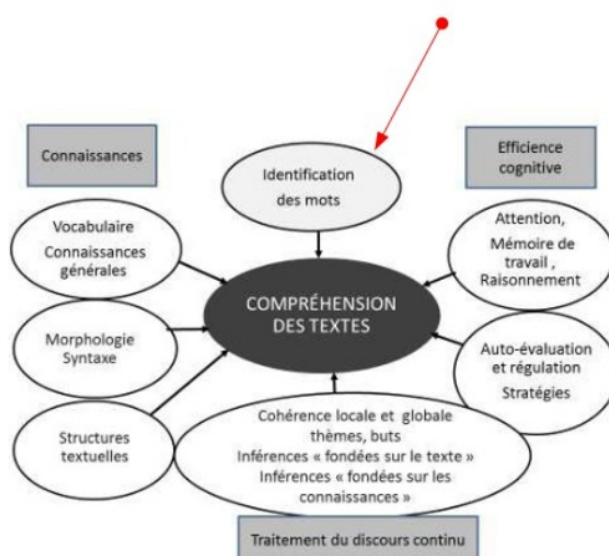 Connaissances
Efficience
cognitive
Identification
des mots
Vocabulaire
Connaissances
générales
Attention,
Mémoire de
travail ,
Raisonnement
COMPRÉHENSION
DES TEXTES
Morphologie
Syntaxe
Auto-évaluation
et régulation
Stratégies
Structures
textuelles
Cohérence locale et globale
thèmes, buts
Inférences « fondées sur le texte »
Inférences « fondées sur les
connaissances »
Traitement du discours continu